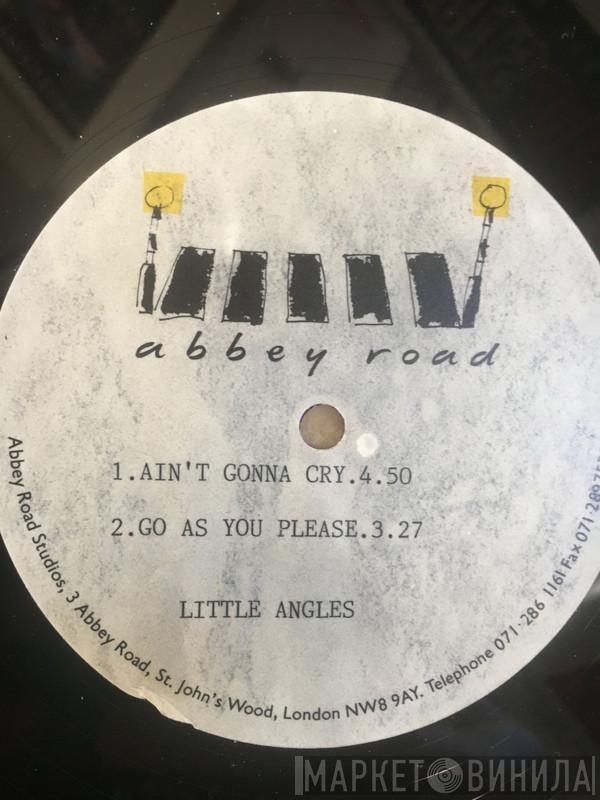 abbey road
1.AIN'T GONNA CRY.4.50
2.GO AS YOU PLEASE.3.27
LITTLE ANGLES
Abbey Road Studios, 3 Abbey Road, St. John's Wood, London NW8 9AY. Telephone 071·286 1161 Fax 071·289
МАРКЕТ ВИНИЛА